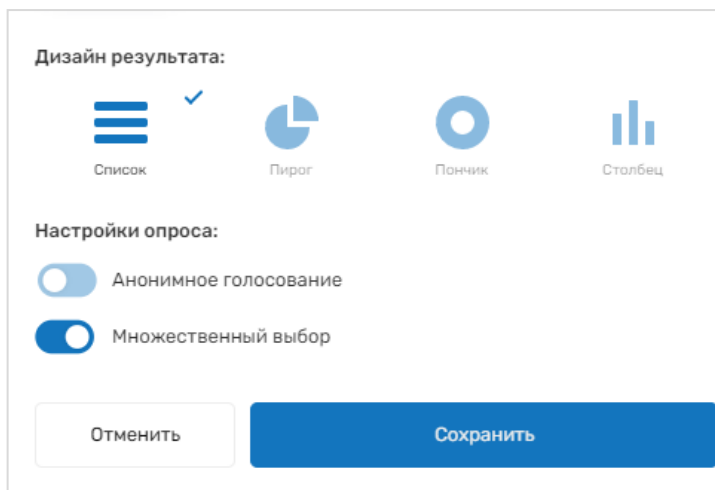 Дизайн результата:
Список Пирог Пончик Столбец
Настройки опроса:
Анонимное голосование
Множественный выбор
Отменить Сохранить